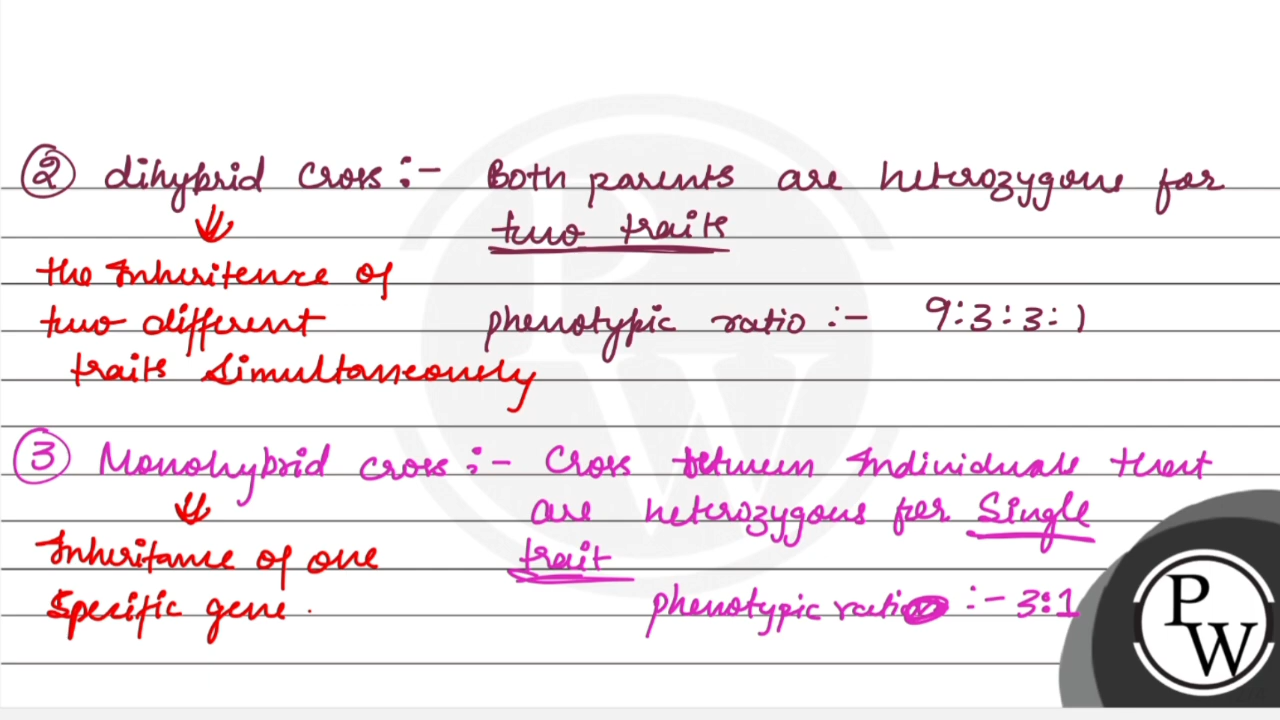 ② dihybrid cross :- Both parents are heterozygous for
two traits
the Inheritence of
two different
traits simultaneously
phenotypic ratio :- 9:3:3:1
③ Monohybrid cross :- Cross between Individuals that
are heterozygous for Single
trait
Inheritance of one
Specific gene.
phenotypic ratio :- 3:1
PW
PW